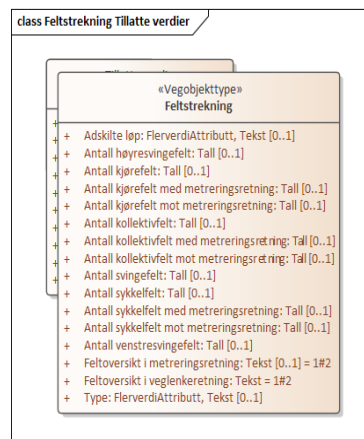 class Feltstrekning Tillatte verdier
«Vegobjekttype»
Feltstrekning
+ Adskilte løp: FlerverdiAttributt, Tekst [0..1]
+ Antall høyresvingefelt: Tall [0..1]
+ Antall kjørefelt: Tall [0..1]
+ Antall kjørefelt med metreringsretning: Tall [0..1]
+ Antall kjørefelt mot metreringsretning: Tall [0..1]
+ Antall kollektivfelt: Tall [0..1]
+ Antall kollektivfelt med metreringsretning: Tall [0..1]
+ Antall kollektivfelt mot metreringsretning: Tall [0..1]
+ Antall svingefelt: Tall [0..1]
+ Antall sykkelfelt: Tall [0..1]
+ Antall sykkelfelt med metreringsretning: Tall [0..1]
+ Antall sykkelfelt mot metreringsretning: Tall [0..1]
+ Antall venstresvingefelt: Tall [0..1]
+ Feltoversikt i metreringsretning: Tekst [0..1] = 1#2
+ Feltoversikt i veglenkeretning: Tekst = 1#2
+ Type: FlerverdiAttributt, Tekst [0..1]